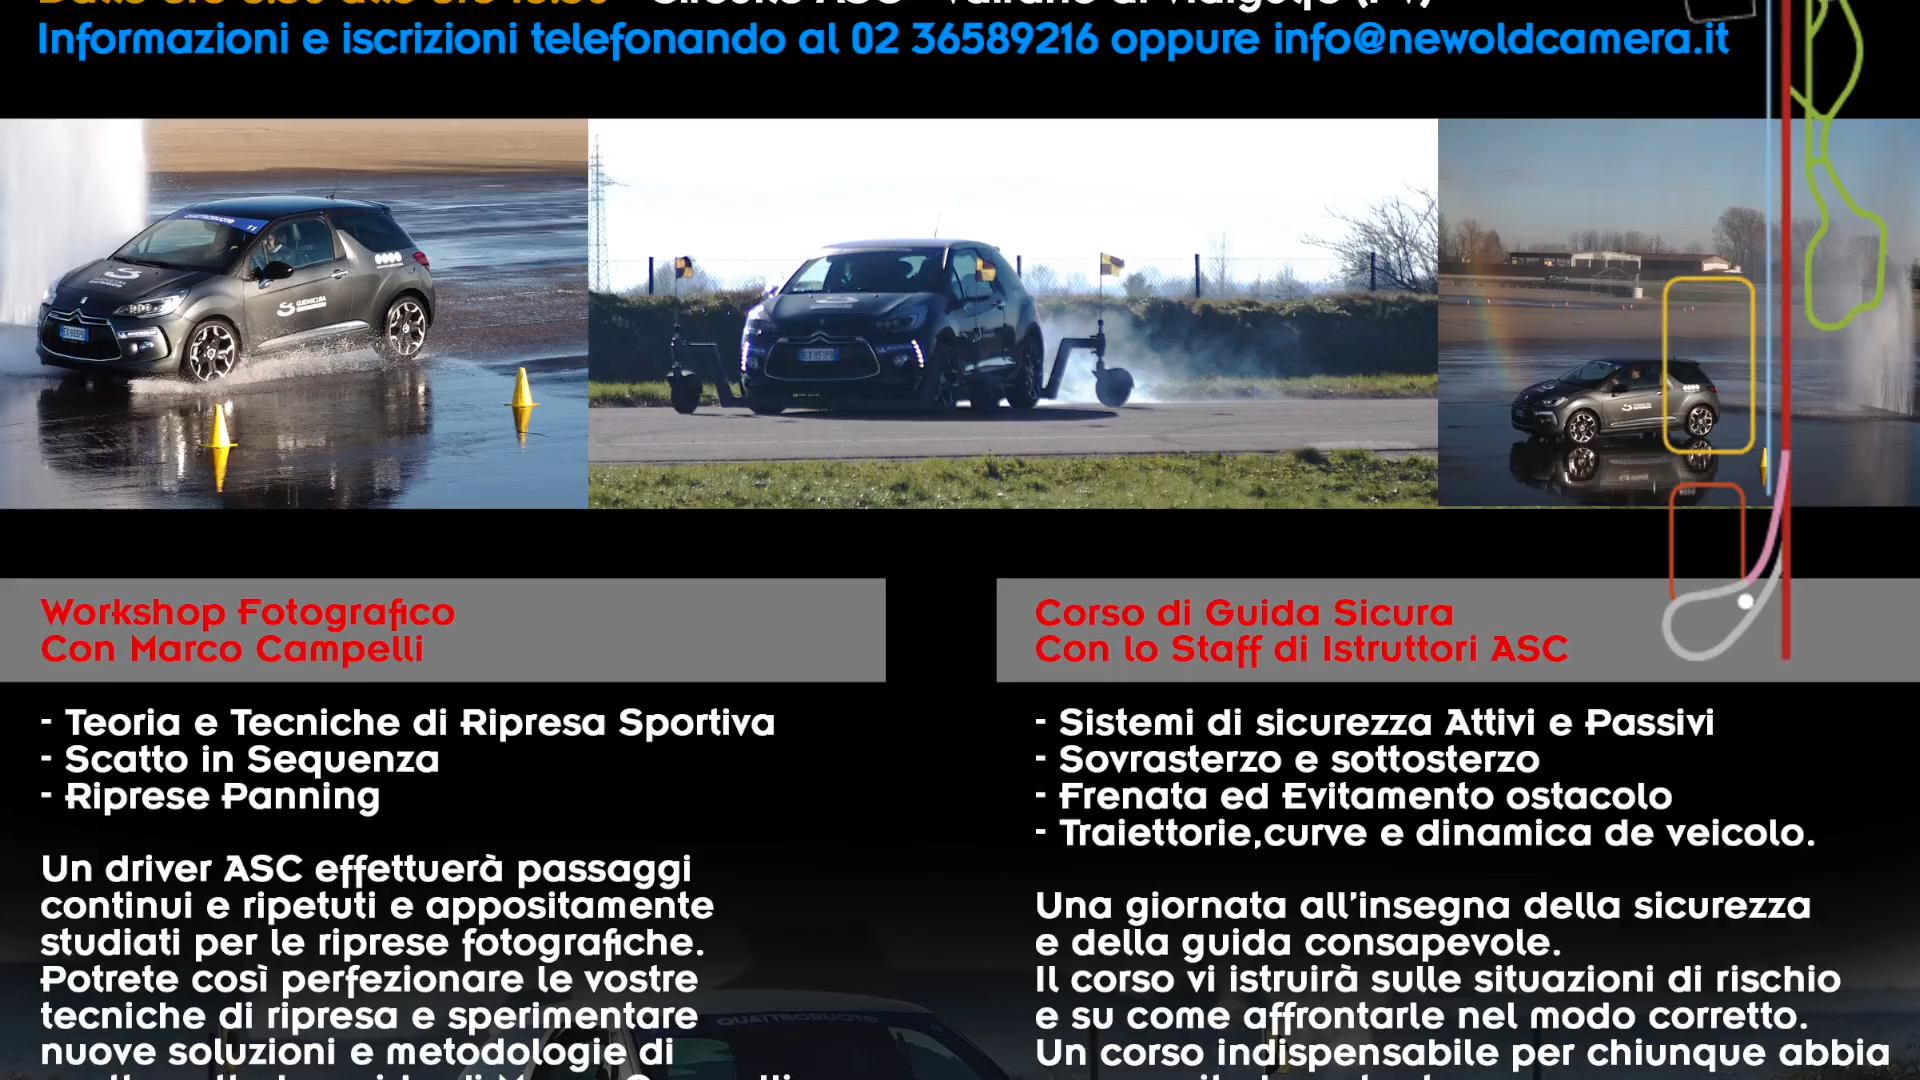 Informazioni e iscrizioni telefonando al 02 36589216 oppure info@newoldcamera.it
Workshop Fotografico
Con Marco Campelli
- Teoria e Tecniche di Ripresa Sportiva
- Scatto in Sequenza
- Riprese Panning
Un driver ASC effettuerà passaggi
continui e ripetuti e appositamente
studiati per le riprese fotografiche.
Potrete così perfezionare le vostre
tecniche di ripresa e sperimentare
nuove soluzioni e metodologie di
Corso di Guida Sicura
Con lo Staff di Istruttori ASC
- Sistemi di sicurezza Attivi e Passivi
- Sovrasterzo e sottosterzo
- Frenata ed Evitamento ostacolo
- Traiettorie,curve e dinamica de veicolo.
Una giornata all'insegna della sicurezza
e della guida consapevole.
Il corso vi istruirà sulle situazioni di rischio
e su come affrontarle nel modo corretto.
Un corso indispensabile per chiunque abbia
QUATTRORUOTE